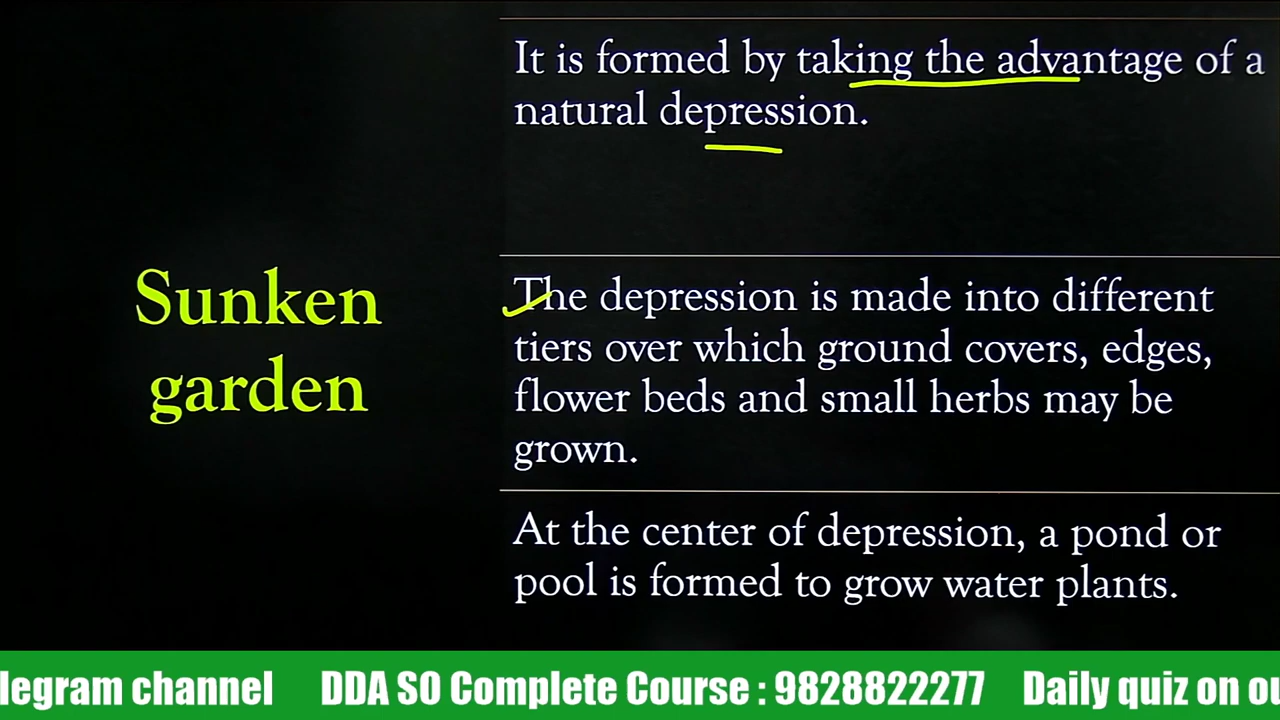 It is formed by taking the advantage of a
natural depression.
Sunken
garden
The depression is made into different
tiers over which ground covers, edges,
flower beds and small herbs may be
grown.
At the center of depression, a pond or
pool is formed to grow water plants.
legram channel DDA SO Complete Course : 9828822277 Daily quiz on ou